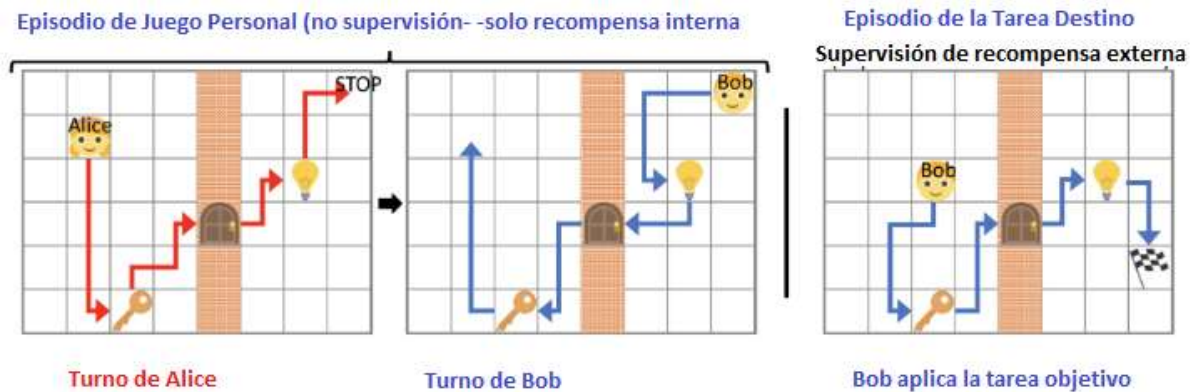 Episodio de Juego Personal (no supervisión- -solo recompensa interna
Episodio de la Tarea Destino
Supervisión de recompensa externa
Alice
STOP
Bob
Bob
Turno de Alice
Turno de Bob
Bob aplica la tarea objetivo